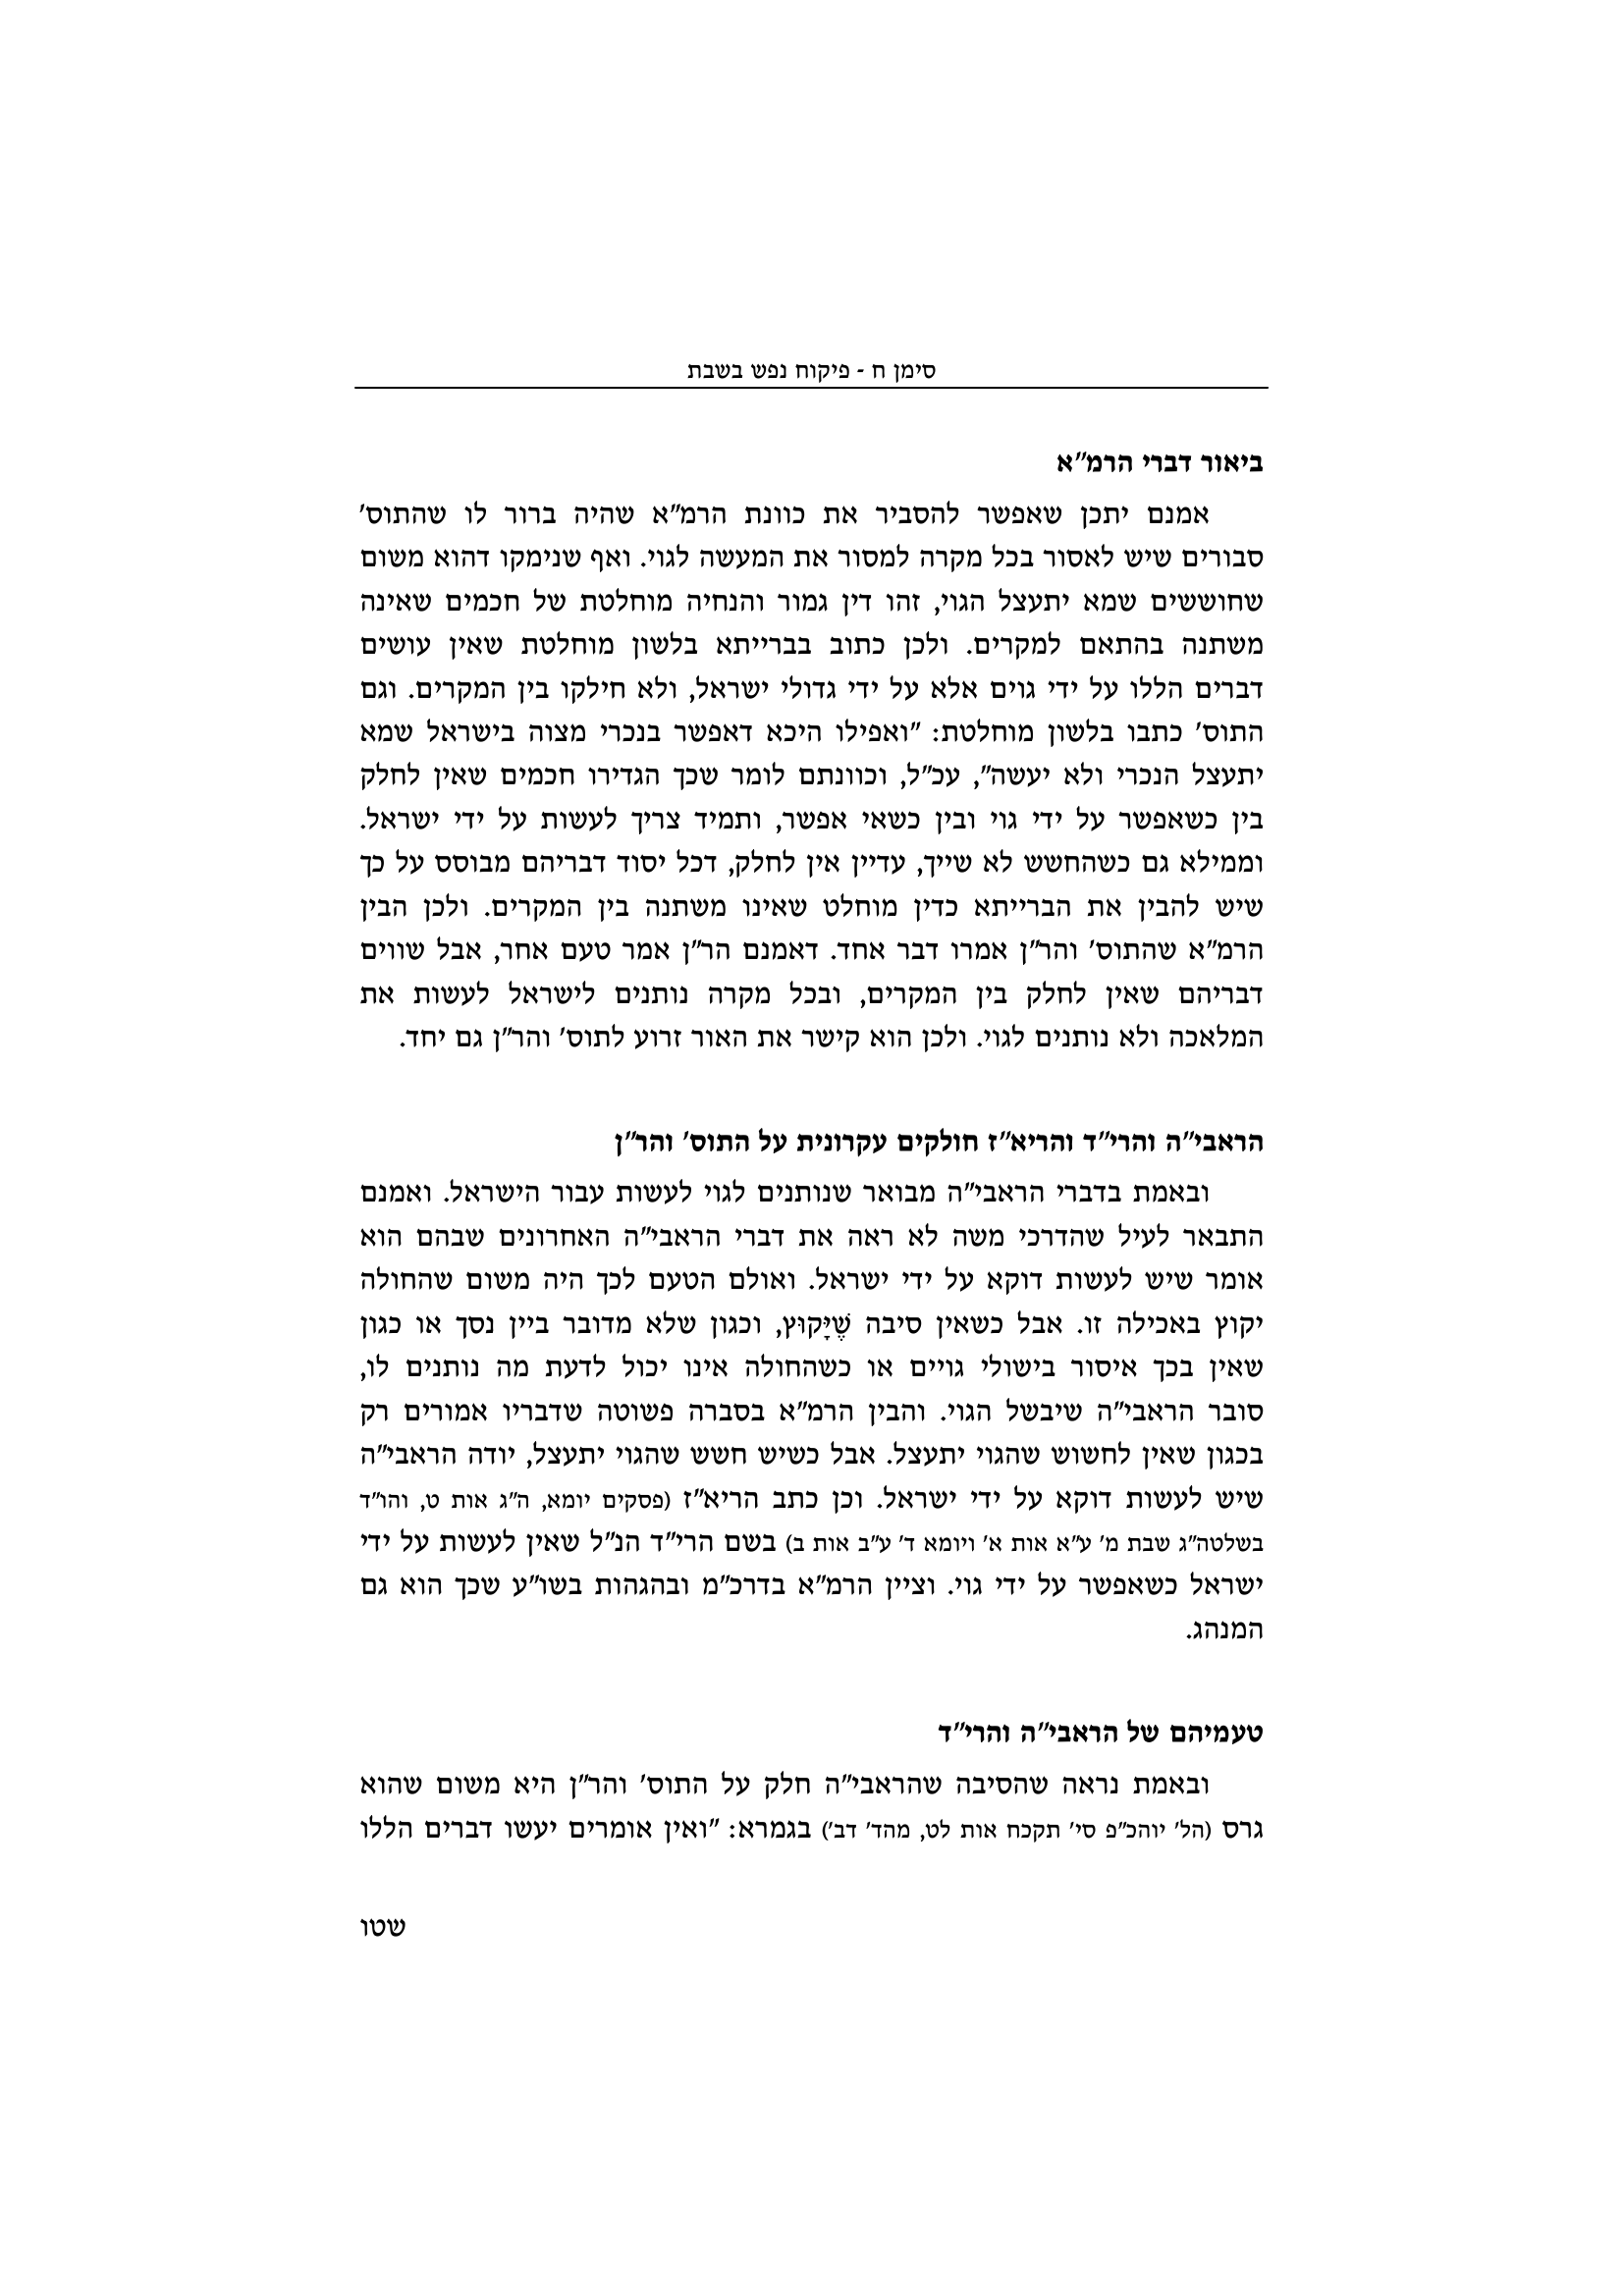 סימן ח - פיקוח נפש בשבת
ביאור דברי הרמ"א
אמנם יתכן שאפשר להסביר את כוונת הרמ"א שהיה ברור לו שהתוס'
סבורים שיש לאסור בכל מקרה למסור את המעשה לגוי. ואף שנימקו דהוא משום
שחוששים שמא יתעצל הגוי, זהו דין גמור והנחיה מוחלטת של חכמים שאינה
משתנה בהתאם למקרים. ולכן כתוב בברייתא בלשון מוחלטת שאין עושים
דברים הללו על ידי גוים אלא על ידי גדולי ישראל, ולא חילקו בין המקרים. וגם
התוס' כתבו בלשון מוחלטת: "ואפילו היכא דאפשר בנכרי מצוה בישראל שמא
יתעצל הנכרי ולא יעשה", עכ"ל, וכוונתם לומר שכך הגדירו חכמים שאין לחלק
בין כשאפשר על ידי גוי ובין כשאי אפשר, ותמיד צריך לעשות על ידי ישראל.
וממילא גם כשהחשש לא שייך, עדיין אין לחלק, דכל יסוד דבריהם מבוסס על כך
שיש להבין את הברייתא כדין מוחלט שאינו משתנה בין המקרים. ולכן הבין
הרמ"א שהתוס' והר"ן אמרו דבר אחד. דאמנם הר"ן אמר טעם אחר, אבל שווים
דבריהם שאין לחלק בין המקרים, ובכל מקרה נותנים לישראל לעשות את
המלאכה ולא נותנים לגוי. ולכן הוא קישר את האור זרוע לתוס' והר"ן גם יחד.
הראבי"ה והרי"ד והריא"ז חולקים עקרונית על התוס' והר"ן
ובאמת בדברי הראבי"ה מבואר שנותנים לגוי לעשות עבור הישראל. ואמנם
התבאר לעיל שהדרכי משה לא ראה את דברי הראבי"ה האחרונים שבהם הוא
אומר שיש לעשות דוקא על ידי ישראל. ואולם הטעם לכך היה משום שהחולה
יקוץ באכילה זו. אבל כשאין סיבה שֶׁיָּקוּץ, וכגון שלא מדובר ביין נסך או כגון
שאין בכך איסור בישולי גויים או כשהחולה אינו יכול לדעת מה נותנים לו,
סובר הראבי"ה שיבשל הגוי. והבין הרמ"א בסברה פשוטה שדבריו אמורים רק
בכגון שאין לחשוש שהגוי יתעצל. אבל כשיש חשש שהגוי יתעצל, יודה הראבי"ה
שיש לעשות דוקא על ידי ישראל. וכן כתב הריא"ז (פסקים יומא, ה"ג אות ט, והו"ד
בשלטה"ג שבת מ' ע"א אות א' ויומא ד' ע"ב אות ב) בשם הרי"ד הנ"ל שאין לעשות על ידי
ישראל כשאפשר על ידי גוי. וציין הרמ"א בדרכ"מ ובהגהות בשו"ע שכך הוא גם
המנהג.
טעמיהם של הראבי"ה והרי"ד
ובאמת נראה שהסיבה שהראבי"ה חלק על התוס' והר"ן היא משום שהוא
גרס (הל' יוהכ"פ סי' תקכח אות לט, מהד' דב') בגמרא: "ואין אומרים יעשו דברים הללו
שטו